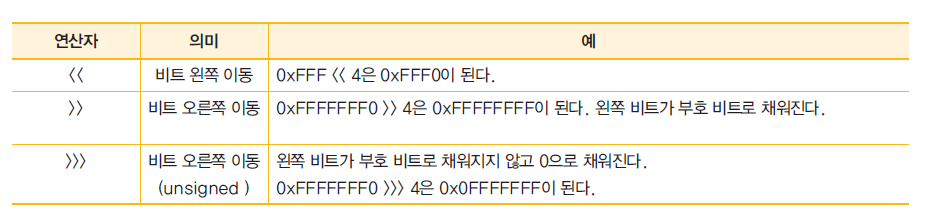 연산자 의미 예
<< 비트 왼쪽 이동 0xFFF << 4은 0xFFF0이 된다.
>> 비트 오른쪽 이동 0xFFFFFFF0 >> 4은 0xFFFFFFFF이 된다. 왼쪽 비트가 부호 비트로 채워진다.
>>> 비트 오른쪽 이동 왼쪽 비트가 부호 비트로 채워지지 않고 0으로 채워진다.
(unsigned ) 0xFFFFFFF0 >>> 4은 0x0FFFFFFF이 된다.